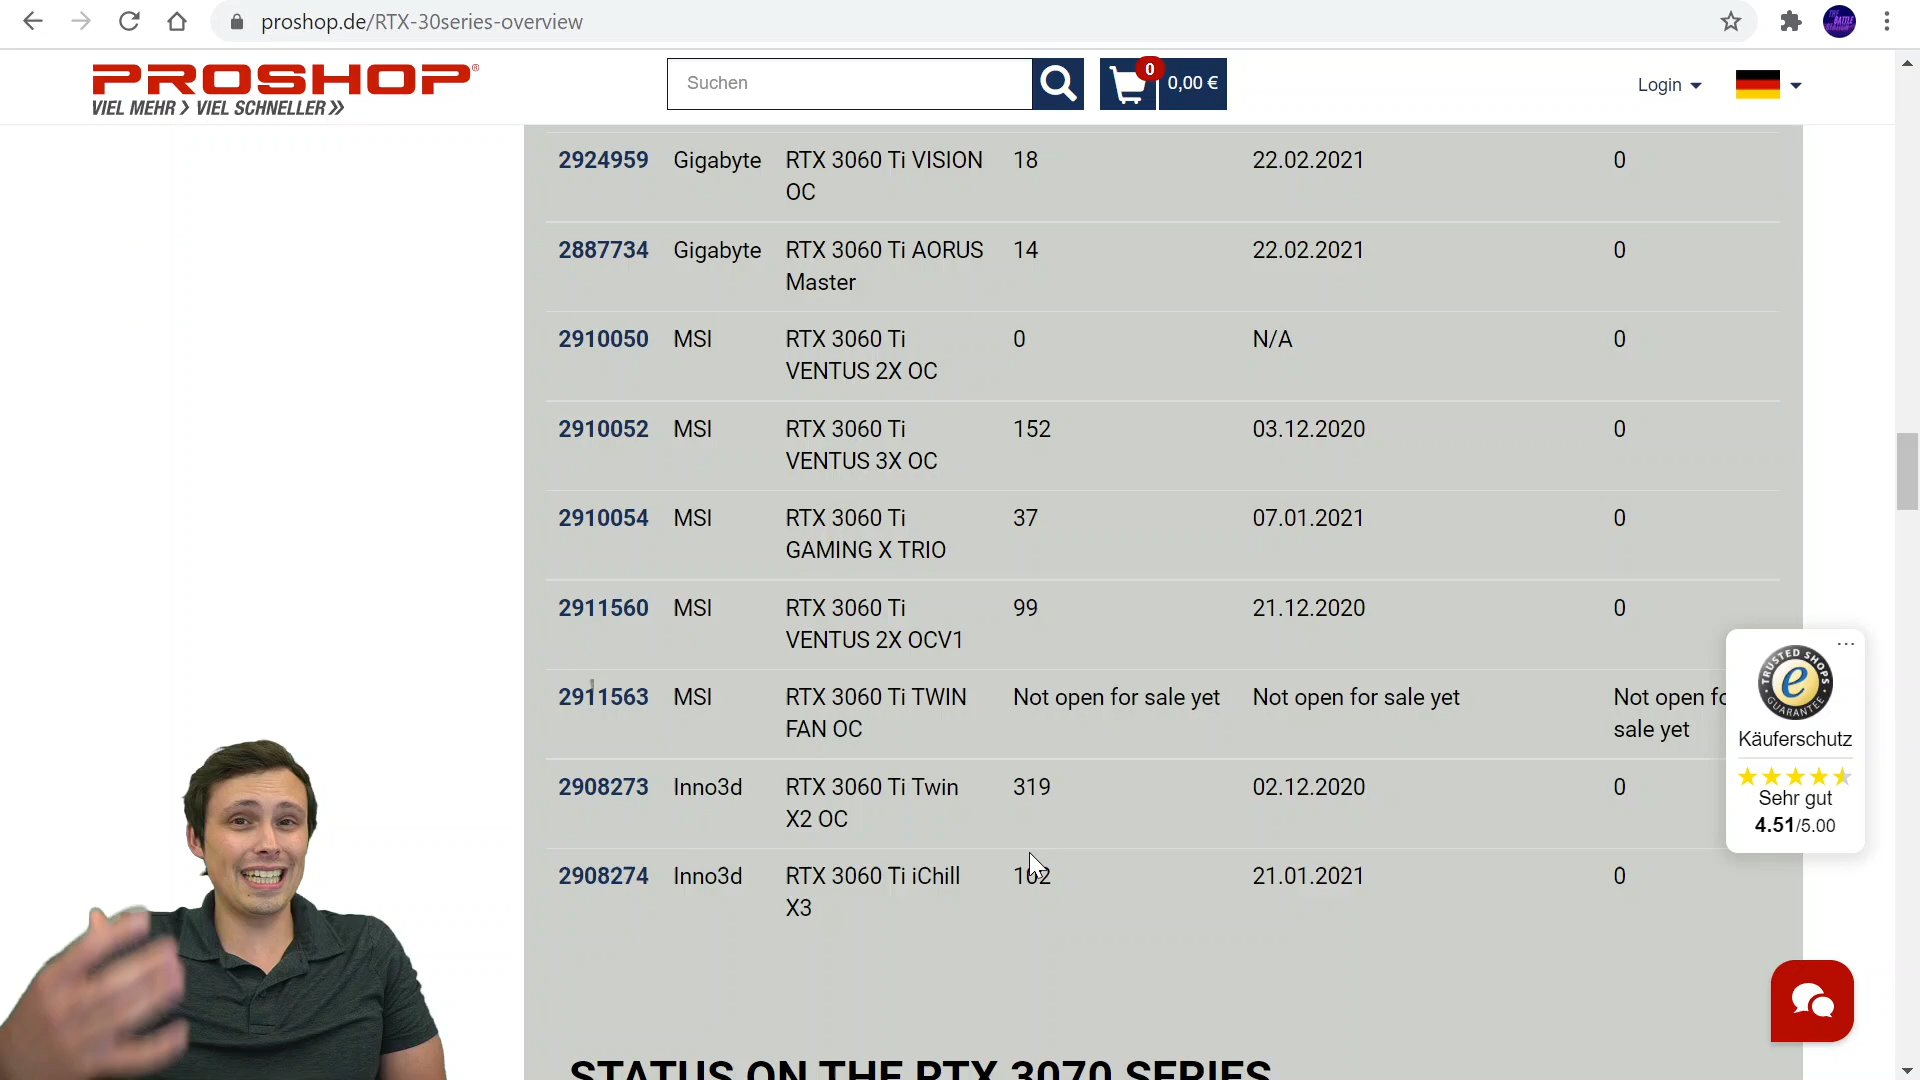 proshop.de/RTX-30series-overview
PROSHOP®
VIEL MEHR > VIEL SCHNELLER >>
Suchen
0
0,00 €
Login
2924959 Gigabyte RTX 3060 Ti VISION 18 22.02.2021 0
OC
2887734 Gigabyte RTX 3060 Ti AORUS 14 22.02.2021 0
Master
2910050 MSI RTX 3060 Ti 0 N/A 0
VENTUS 2X OC
2910052 MSI RTX 3060 Ti 152 03.12.2020 0
VENTUS 3X OC
2910054 MSI RTX 3060 Ti 37 07.01.2021 0
GAMING X TRIO
2911560 MSI RTX 3060 Ti 99 21.12.2020 0
VENTUS 2X OCV1
2911563 MSI RTX 3060 Ti TWIN Not open for sale yet Not open for sale yet Not open
FAN OC sale yet
2908273 Inno3d RTX 3060 Ti Twin 319 02.12.2020 0
X2 OC
2908274 Inno3d RTX 3060 Ti iChill 21.01.2021 0
X3
STATUS ON THE RTX 3070 SERIES
TRUSTED SHOPS
e
GUARANTEE
Käuferschutz
Sehr gut
4.51/5.00